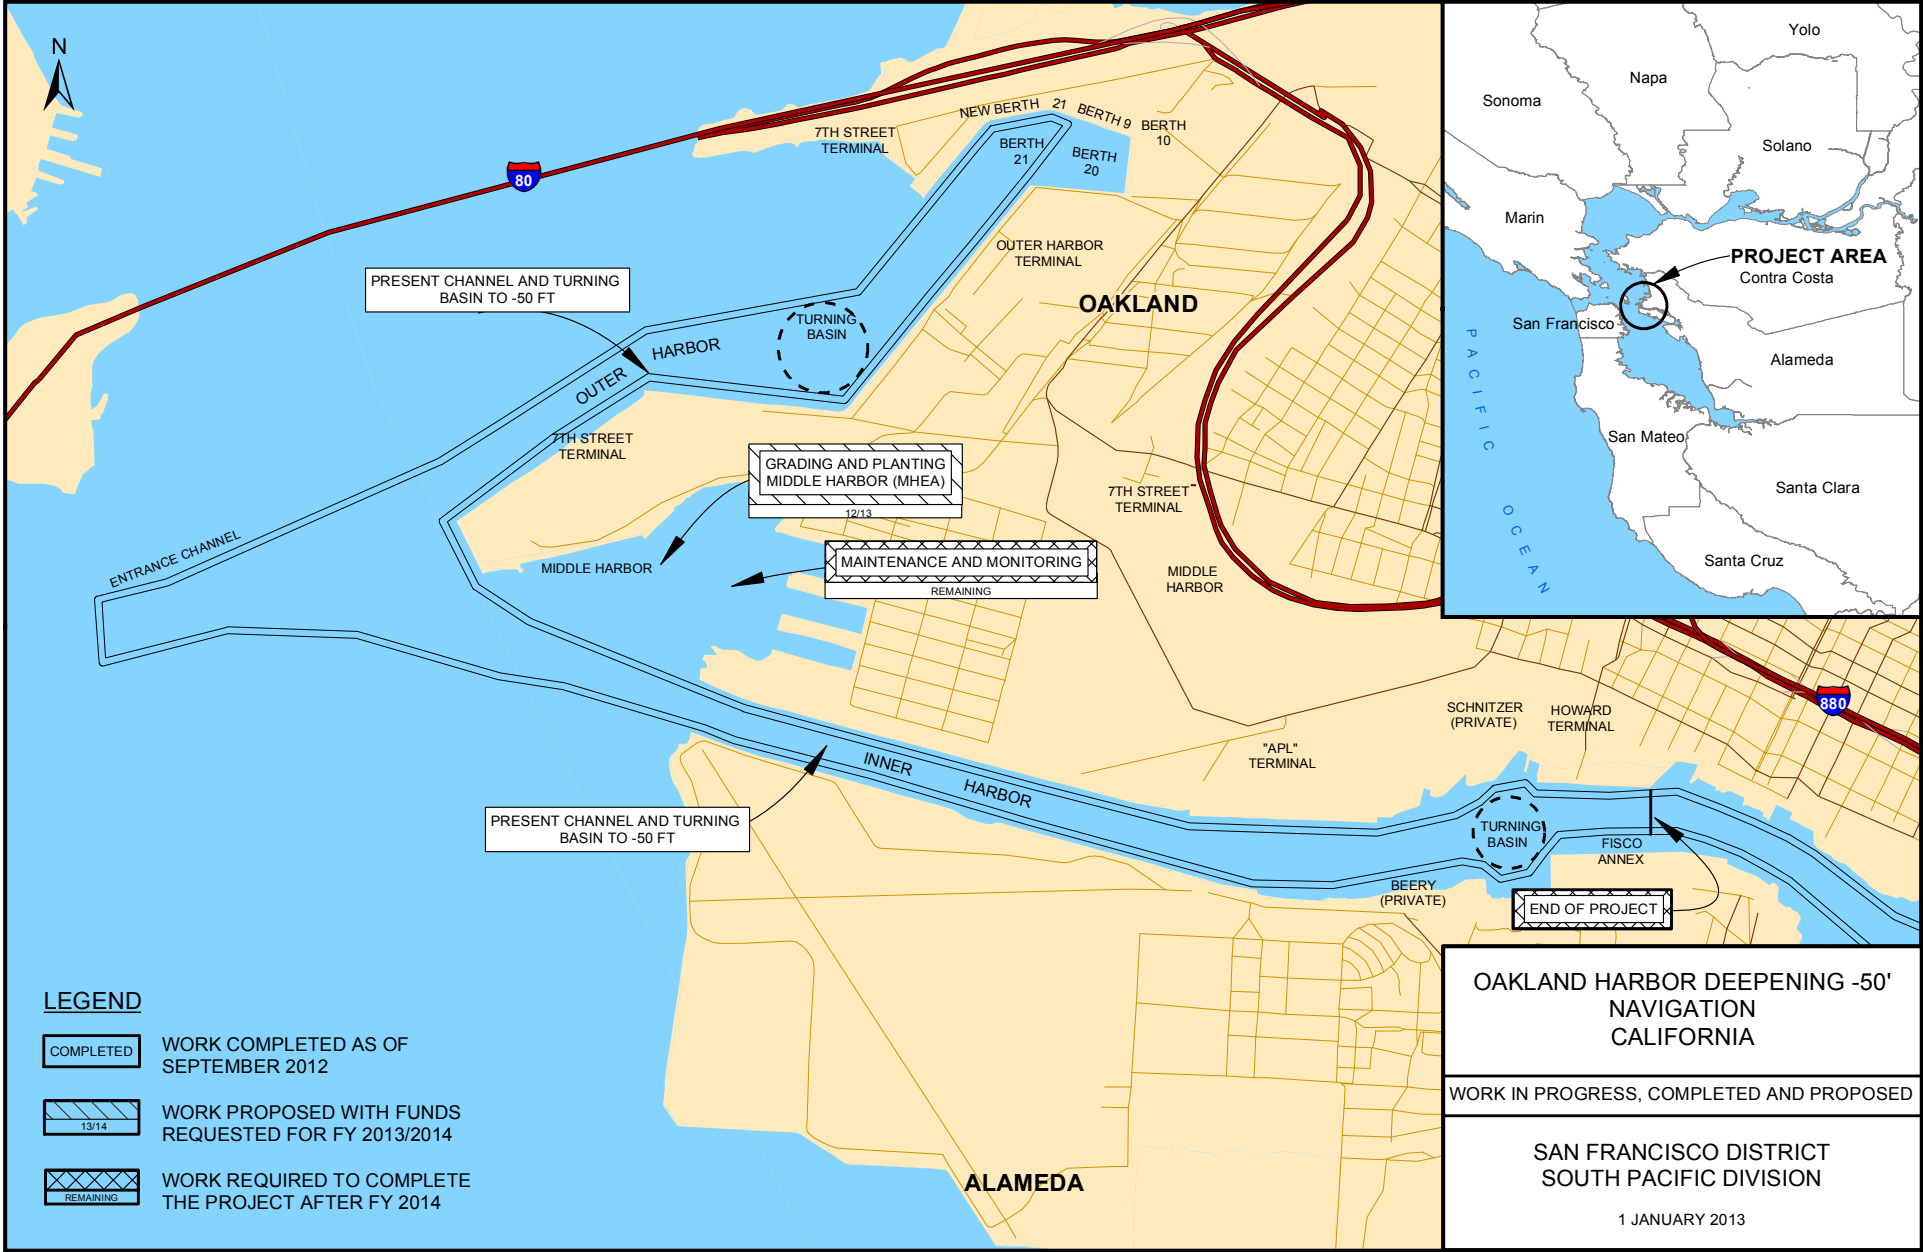 N
80
7TH STREET
TERMINAL
NEW BERTH 21
BERTH 9
BERTH
10
BERTH
21
BERTH
20
OUTER HARBOR
TERMINAL
OAKLAND
PRESENT CHANNEL AND TURNING
BASIN TO -50 FT
TURNING
BASIN
OUTER HARBOR
7TH STREET
TERMINAL
GRADING AND PLANTING
MIDDLE HARBOR (MHEA)
12/13
7TH STREET
TERMINAL
ENTRANCE CHANNEL
MIDDLE HARBOR
MAINTENANCE AND MONITORING
REMAINING
MIDDLE
HARBOR
SCHNITZER
(PRIVATE)
HOWARD
TERMINAL
880
"APL"
TERMINAL
INNER HARBOR
PRESENT CHANNEL AND TURNING
BASIN TO -50 FT
TURNING
BASIN
FISCO
ANNEX
BEERY
(PRIVATE)
END OF PROJECT
ALAMEDA
LEGEND
COMPLETED
WORK COMPLETED AS OF
SEPTEMBER 2012
13/14
WORK PROPOSED WITH FUNDS
REQUESTED FOR FY 2013/2014
REMAINING
WORK REQUIRED TO COMPLETE
THE PROJECT AFTER FY 2014
Yolo
Napa
Sonoma
Solano
Marin
PROJECT AREA
Contra Costa
San Francisco
Alameda
PACIFIC OCEAN
San Mateo
Santa Clara
Santa Cruz
OAKLAND HARBOR DEEPENING -50'
NAVIGATION
CALIFORNIA
WORK IN PROGRESS, COMPLETED AND PROPOSED
SAN FRANCISCO DISTRICT
SOUTH PACIFIC DIVISION
1 JANUARY 2013